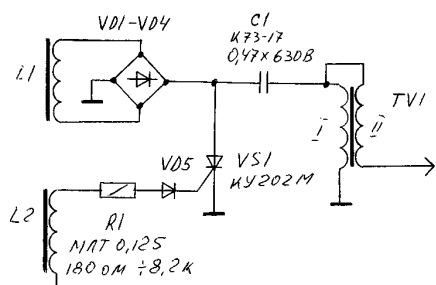 VD1-VD4
C1
К73-17
0,47×630В
L1
I
II
TV1
VD5
VS1
КУ202М
L2
R1
МЛТ 0,125
180 ОМ ÷8,2К